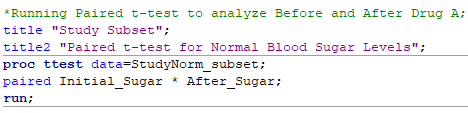 *Running Paired t-test to analyze Before and After Drug A;
title "Study Subset";
title2 "Paired t-test for Normal Blood Sugar Levels";
proc ttest data=StudyNorm_subset;
paired Initial_Sugar * After_Sugar;
run;